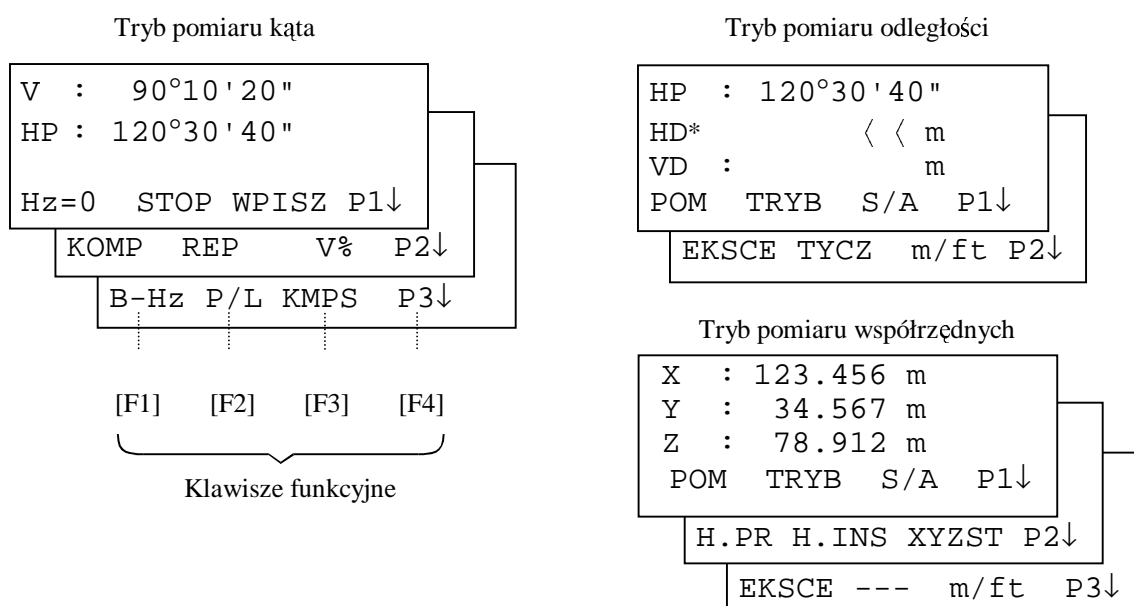 Tryb pomiaru kąta
V : 90°10'20"
HP : 120°30'40"
Hz=0 STOP WPISZ P1↓
KOMP REP V% P2↓
B-Hz P/L KMPS P3↓
[F1] [F2] [F3] [F4]
Klawisze funkcyjne
Tryb pomiaru odległości
HP : 120°30'40"
HD* 〈 〈 m
VD : m
POM TRYB S/A P1↓
EKSCE TYCZ m/ft P2↓
Tryb pomiaru współrzędnych
X : 123.456 m
Y : 34.567 m
Z : 78.912 m
POM TRYB S/A P1↓
H.PR H.INS XYZST P2↓
EKSCE --- m/ft P3↓